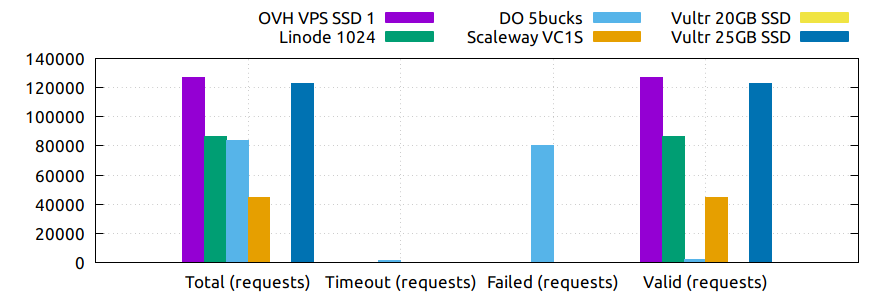 OVH VPS SSD 1 DO 5bucks Vultr 20GB SSD
Linode 1024 Scaleway VC1S Vultr 25GB SSD
140000
120000
100000
80000
60000
40000
20000
0
Total (requests) Timeout (requests) Failed (requests) Valid (requests)